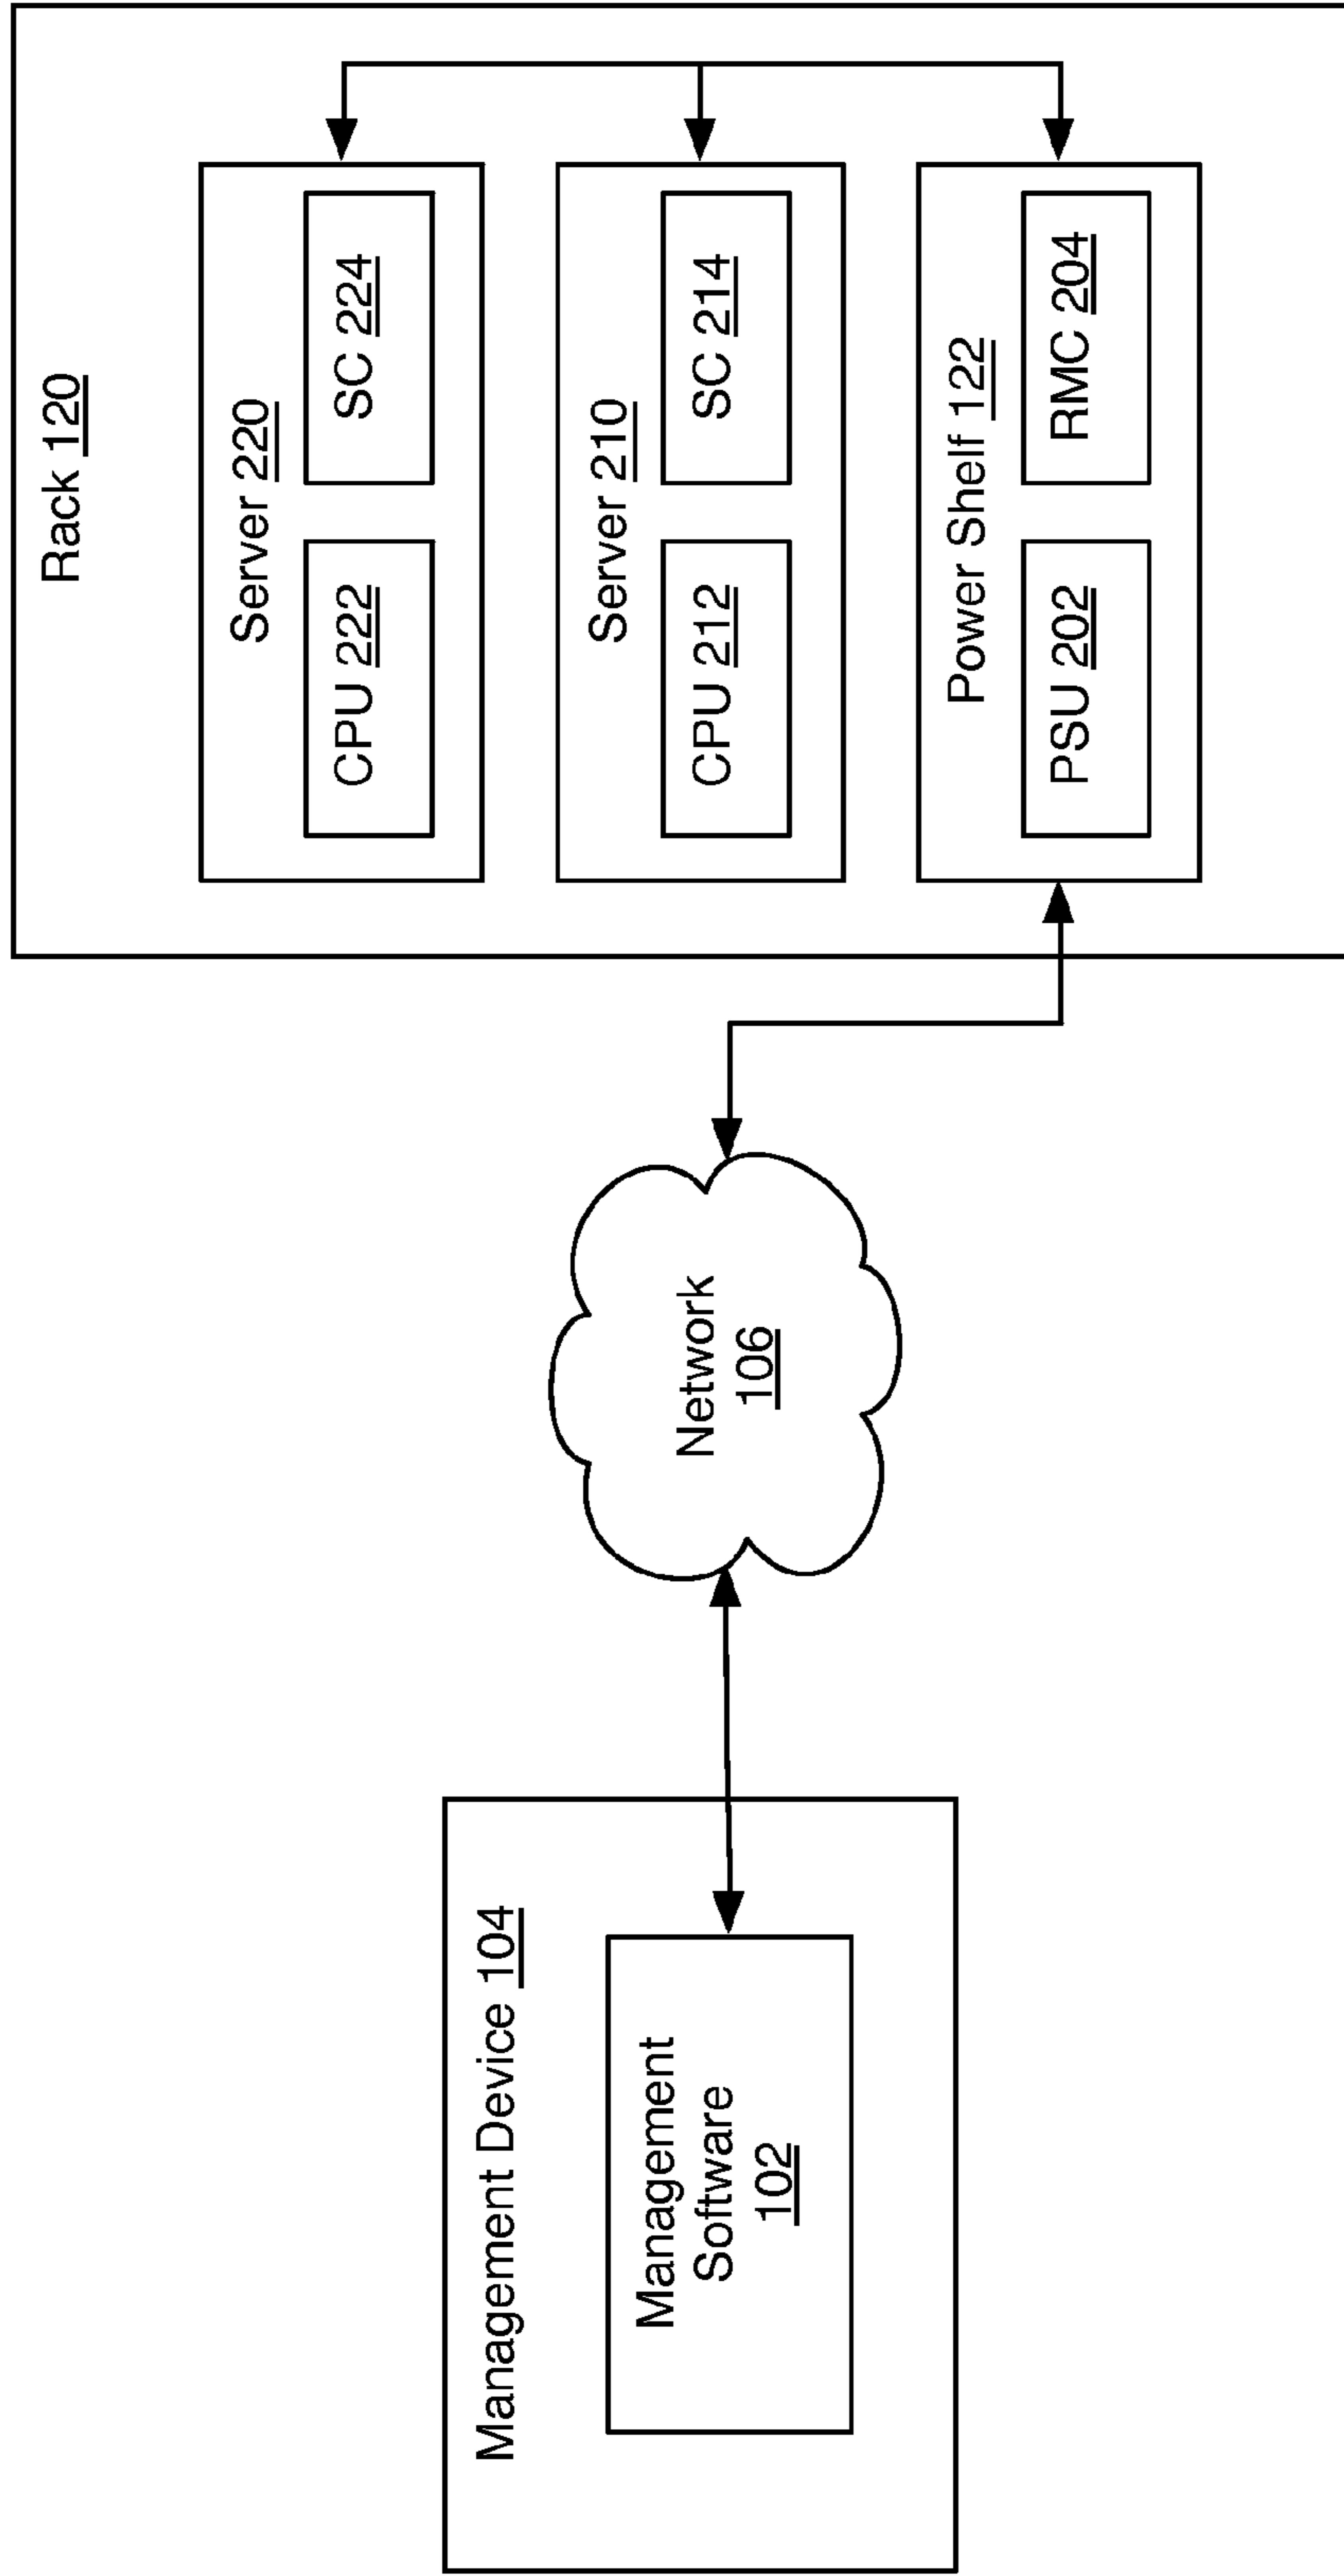 Management Device 104
Management
Software
102
Network
106
Rack 120
Server 220
CPU 222
SC 224
Server 210
CPU 212
SC 214
Power Shelf 122
PSU 202
RMC 204